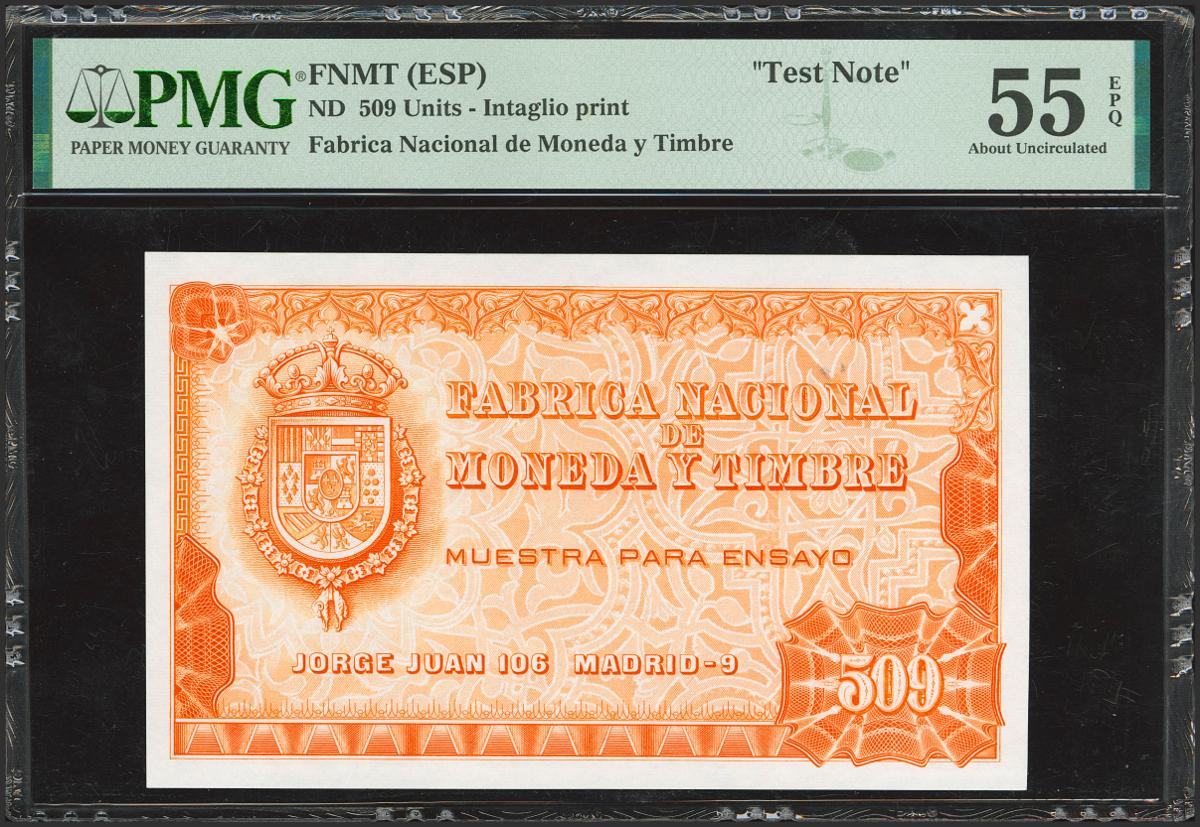 PMG®
PAPER MONEY GUARANTY
FNMT (ESP)
ND 509 Units - Intaglio print
Fabrica Nacional de Moneda y Timbre
"Test Note"
55
EPQ
About Uncirculated
FABRICA NACIONAL
DE
MONEDA Y TIMBRE
MUESTRA PARA ENSAYO
JORGE JUAN 106 MADRID-9
509